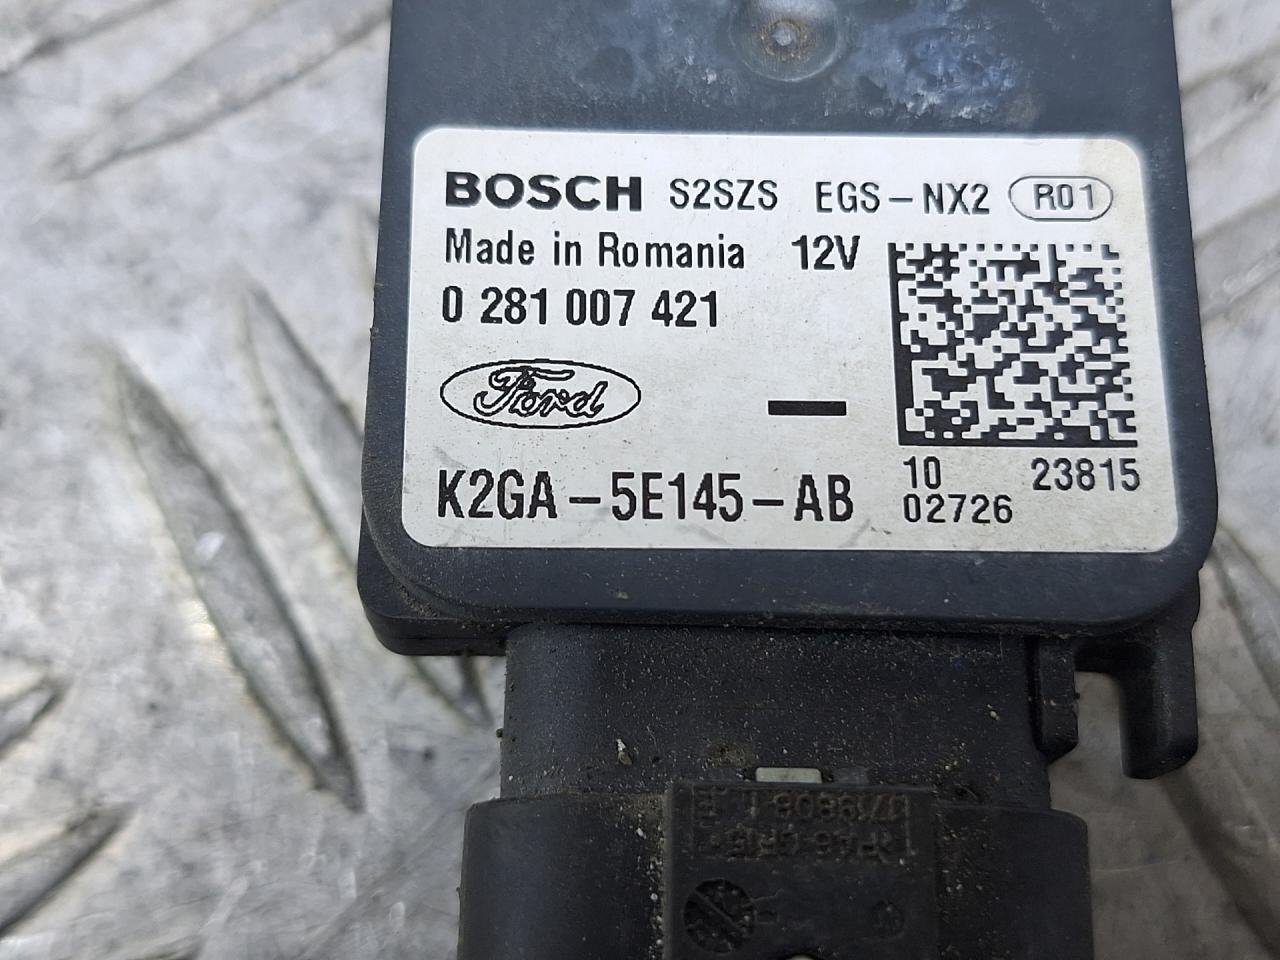 BOSCH S2SZS EGS-NX2 R01
Made in Romania 12V
0 281 007 421
Ford
K2GA-5E145-AB
10 23815
02726